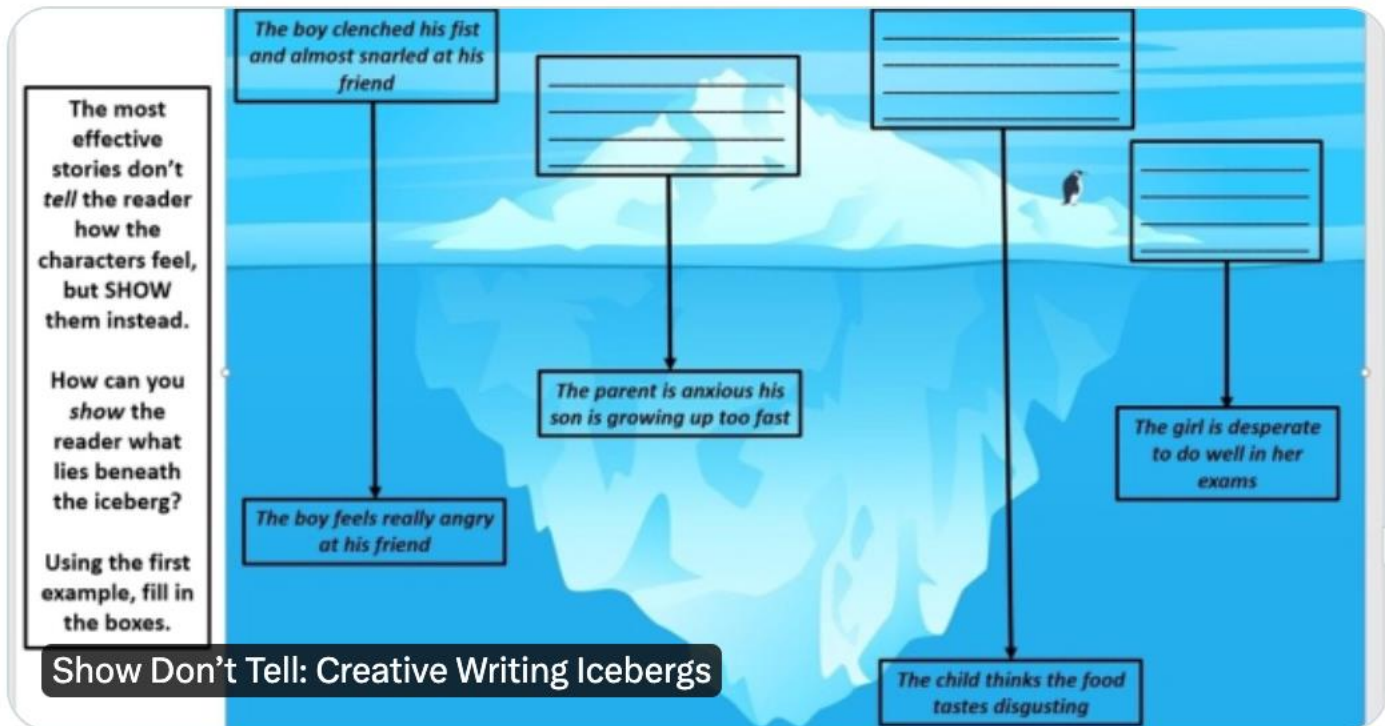 The most
effective
stories don't
tell the reader
how the
characters feel,
but SHOW
them instead.
How can you
show the
reader what
lies beneath
the iceberg?
Using the first
example, fill in
the boxes.
The boy clenched his fist
and almost snarled at his
friend
The boy feels really angry
at his friend
The parent is anxious his
son is growing up too fast
The child thinks the food
tastes disgusting
The girl is desperate
to do well in her
exams
Show Don’t Tell: Creative Writing Icebergs